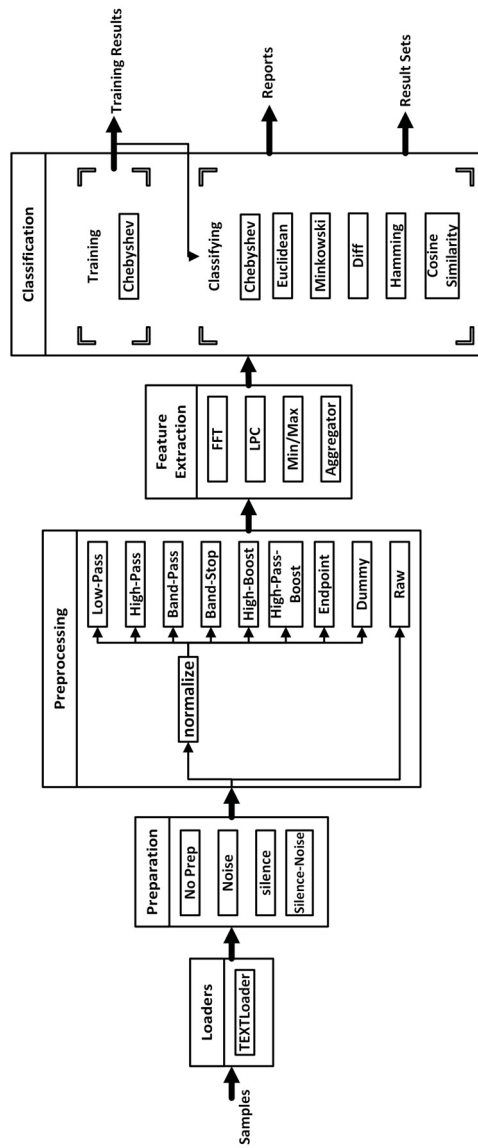 Samples
Loaders
TEXTLoader
Preparation
No Prep
Noise
silence
Silence-Noise
Preprocessing
normalize
Low-Pass
High-Pass
Band-Pass
Band-Stop
High-Boost
High-Pass-
Boost
Endpoint
Dummy
Raw
Feature
Extraction
FFT
LPC
Min/Max
Aggregator
Classification
Training
Chebyshev
Classifying
Chebyshev
Euclidean
Minkowski
Diff
Hamming
Cosine
Similarity
Training Results
Reports
Result Sets